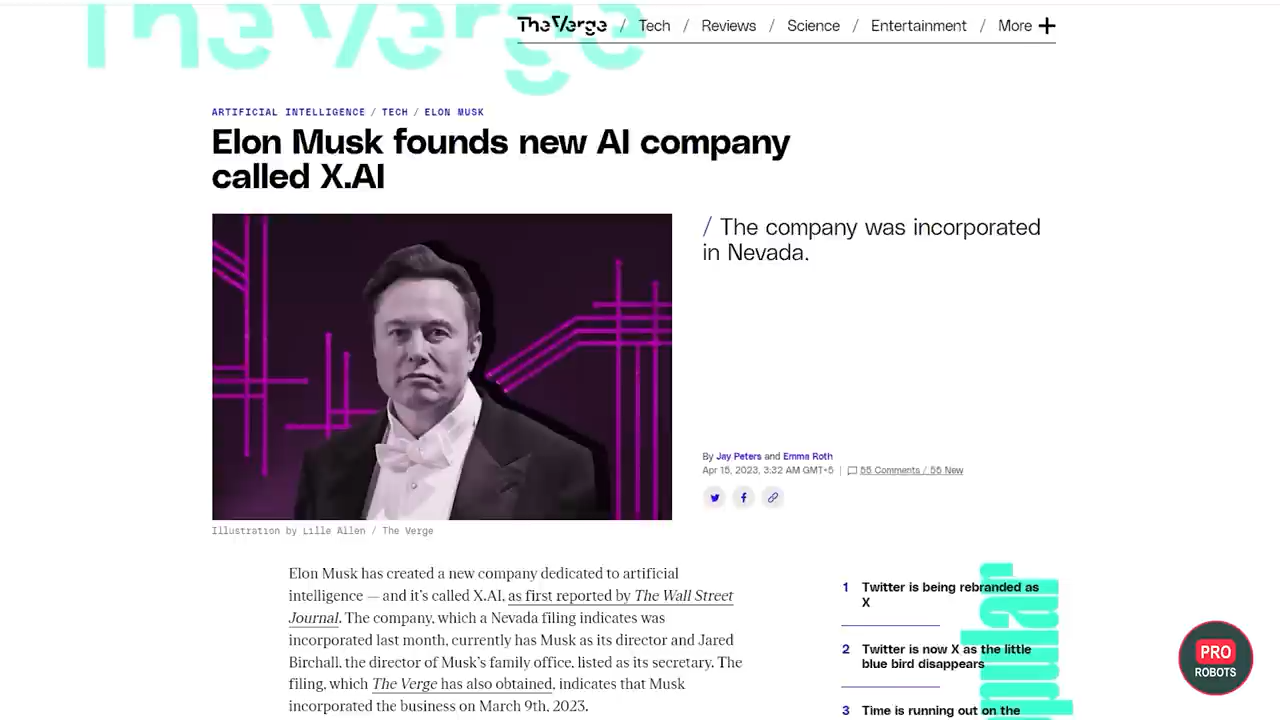 The Verge
The Verge / Tech / Reviews / Science / Entertainment / More +
ARTIFICIAL INTELLIGENCE / TECH / ELON MUSK
Elon Musk founds new AI company
called X.AI
/ The company was incorporated
in Nevada.
By Jay Peters and Emma Roth
Apr 15, 2023, 3:32 AM GMT+5 | 55 Comments / 55 New
Illustration by Lille Allen / The Verge
Elon Musk has created a new company dedicated to artificial
intelligence — and it's called X.AI, as first reported by The Wall Street
Journal. The company, which a Nevada filing indicates was
incorporated last month, currently has Musk as its director and Jared
Birchall, the director of Musk's family office, listed as its secretary. The
filing, which The Verge has also obtained, indicates that Musk
incorporated the business on March 9th, 2023.
1 Twitter is being rebranded as
X
2 Twitter is now X as the little
blue bird disappears
3 Time is running out on the
PRO
ROBOTS